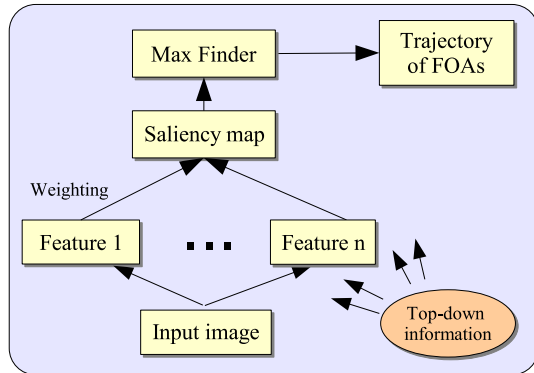 Max Finder
Trajectory
of FOAs
Saliency map
Weighting
Feature 1
...
Feature n
Input image
Top-down
information